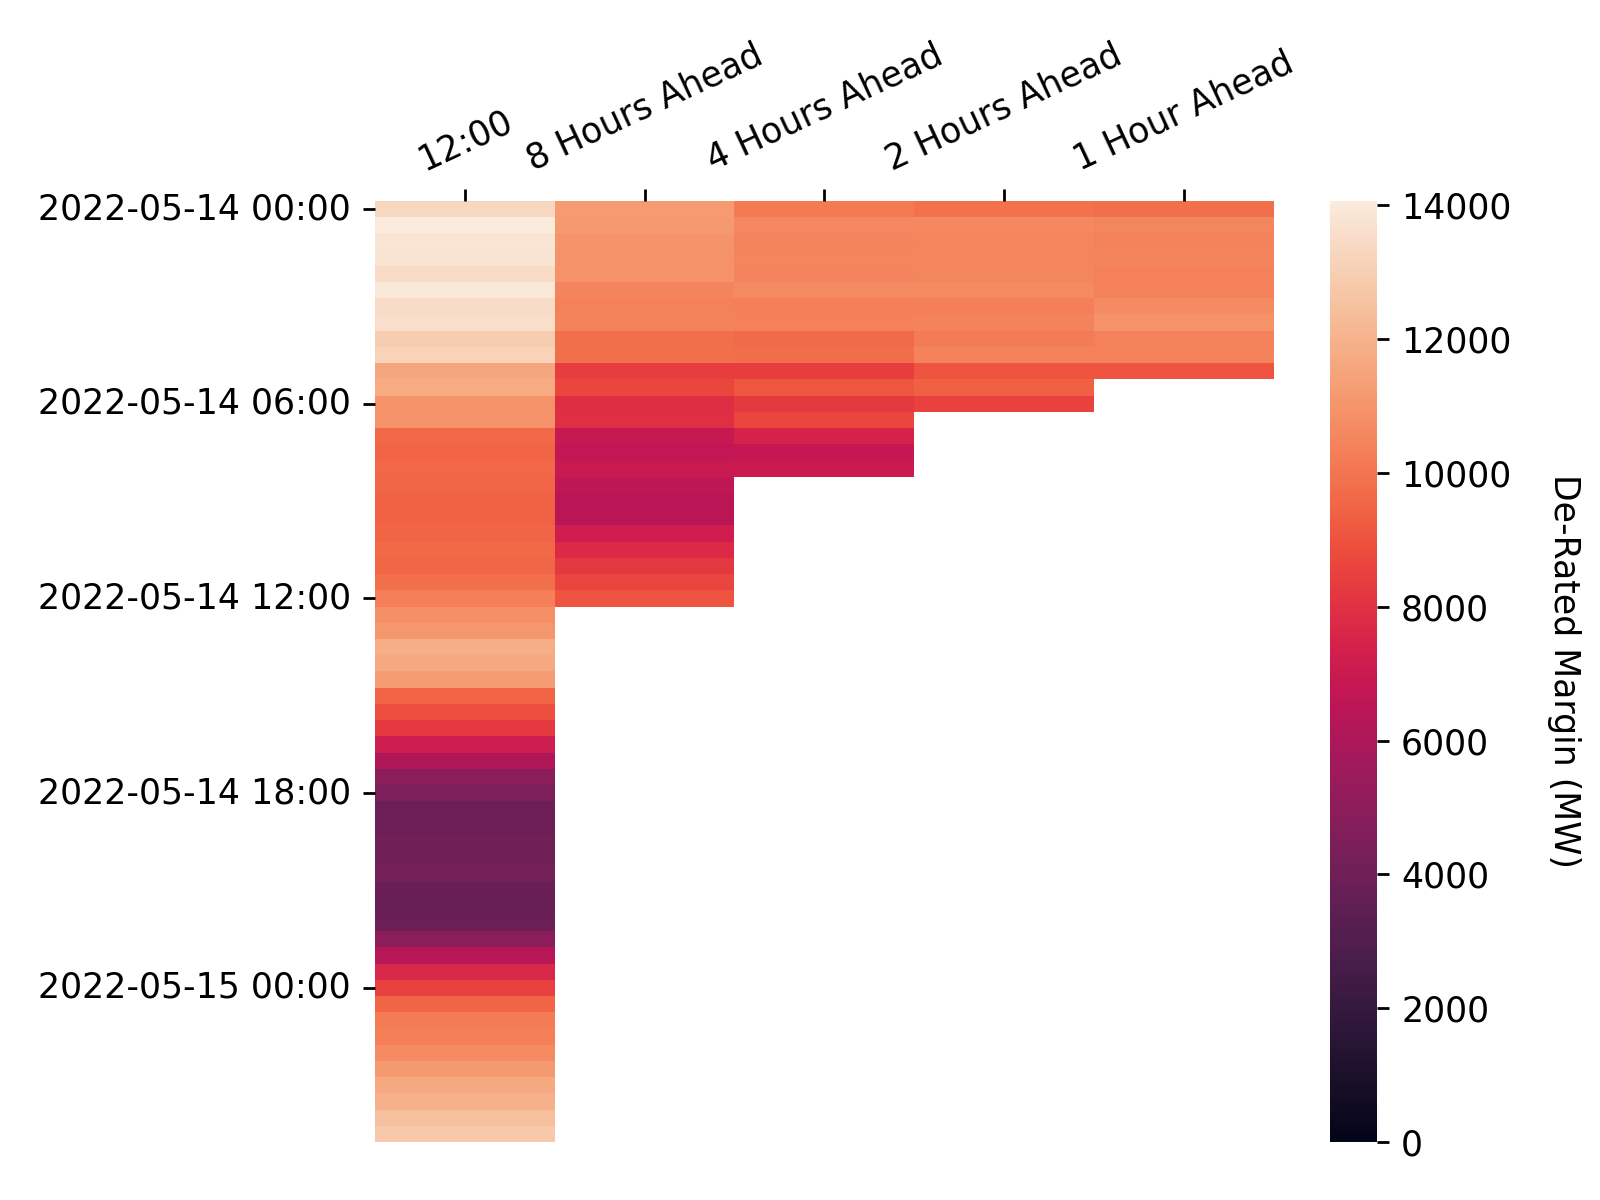 12:00
8 Hours Ahead
4 Hours Ahead
2 Hours Ahead
1 Hour Ahead
2022-05-14 00:00
2022-05-14 06:00
2022-05-14 12:00
2022-05-14 18:00
2022-05-15 00:00
14000
12000
10000
8000
6000
4000
2000
0
De-Rated Margin (MW)